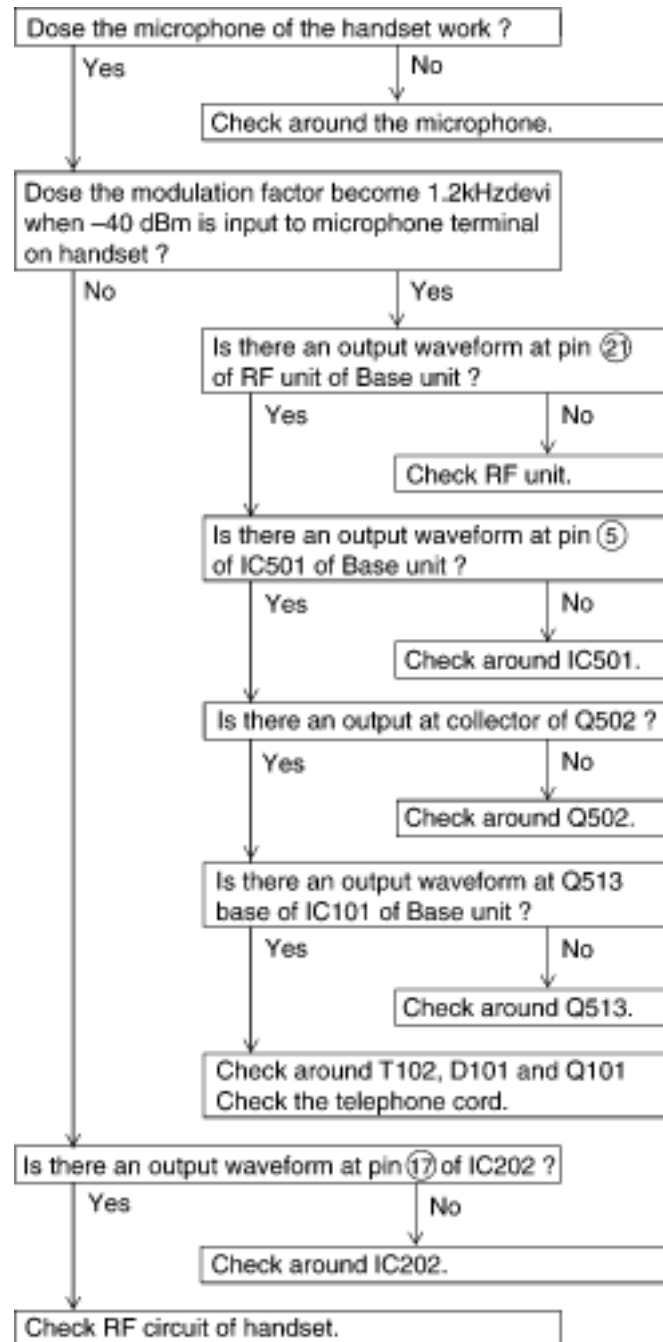 Dose the microphone of the handset work ?
Yes
No
Check around the microphone.
Dose the modulation factor become 1.2kHzdevi
when –40 dBm is input to microphone terminal
on handset ?
No
Yes
Is there an output waveform at pin ㉑
of RF unit of Base unit ?
Yes
No
Check RF unit.
Is there an output waveform at pin ⑤
of IC501 of Base unit ?
Yes
No
Check around IC501.
Is there an output at collector of Q502 ?
Yes
No
Check around Q502.
Is there an output waveform at Q513
base of IC101 of Base unit ?
Yes
No
Check around Q513.
Check around T102, D101 and Q101
Check the telephone cord.
Is there an output waveform at pin ⑰ of IC202 ?
Yes
No
Check around IC202.
Check RF circuit of handset.